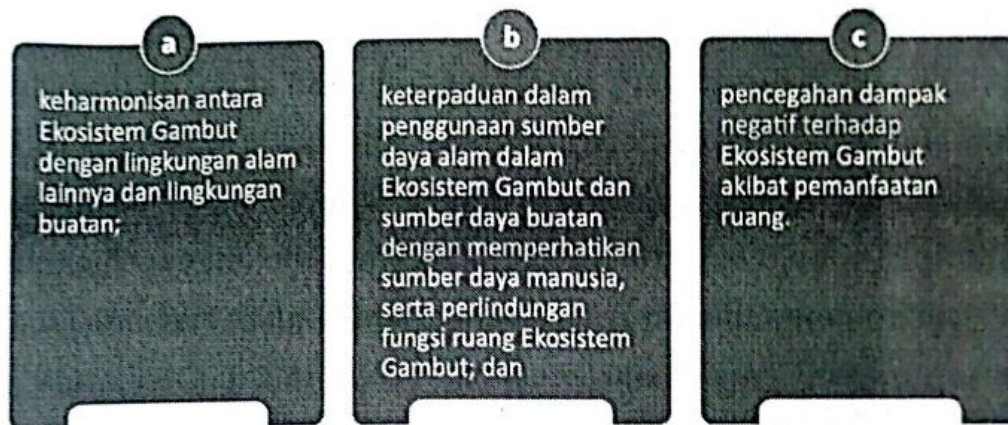 a
keharmonisan antara
Ekosistem Gambut
dengan lingkungan alam
lainnya dan lingkungan
buatan;
b
keterpaduan dalam
penggunaan sumber
daya alam dalam
Ekosistem Gambut dan
sumber daya buatan
dengan memperhatikan
sumber daya manusia,
serta perlindungan
fungsi ruang Ekosistem
Gambut; dan
c
pencegahan dampak
negatif terhadap
Ekosistem Gambut
akibat pemanfaatan
ruang.